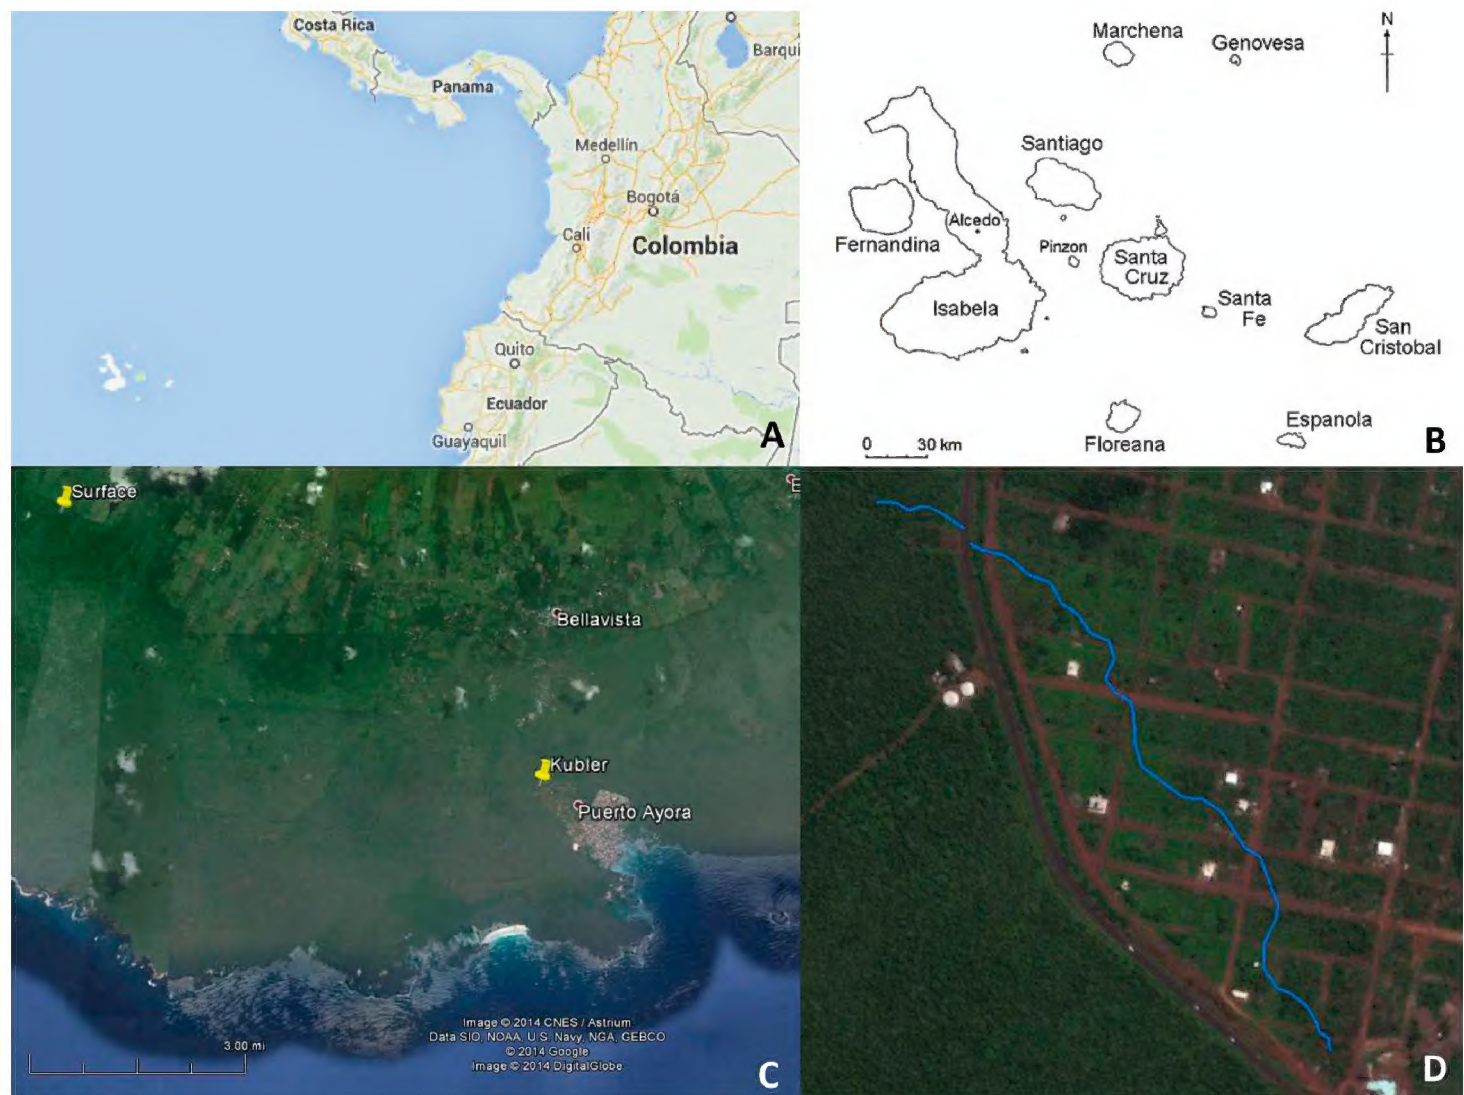 Costa Rica
Barqui
Panama
Medellín
Bogotá
Cali
Colombia
Quito
Ecuador
Guayaquil
A
Marchena
Genovesa
N
Santiago
Alcedo
Fernandina
Pinzon
Santa
Cruz
Isabela
Santa
Fe
San
Cristobal
Espanola
Floreana
0 30 km
B
Surface
E
Bellavista
Kubler
Puerto Ayora
Image © 2014 CNES / Astrium
Data SIO, NOAA, U.S. Navy, NGA, GEBCO
© 2014 Google
Image © 2014 DigitalGlobe
3.00 mi
C
D